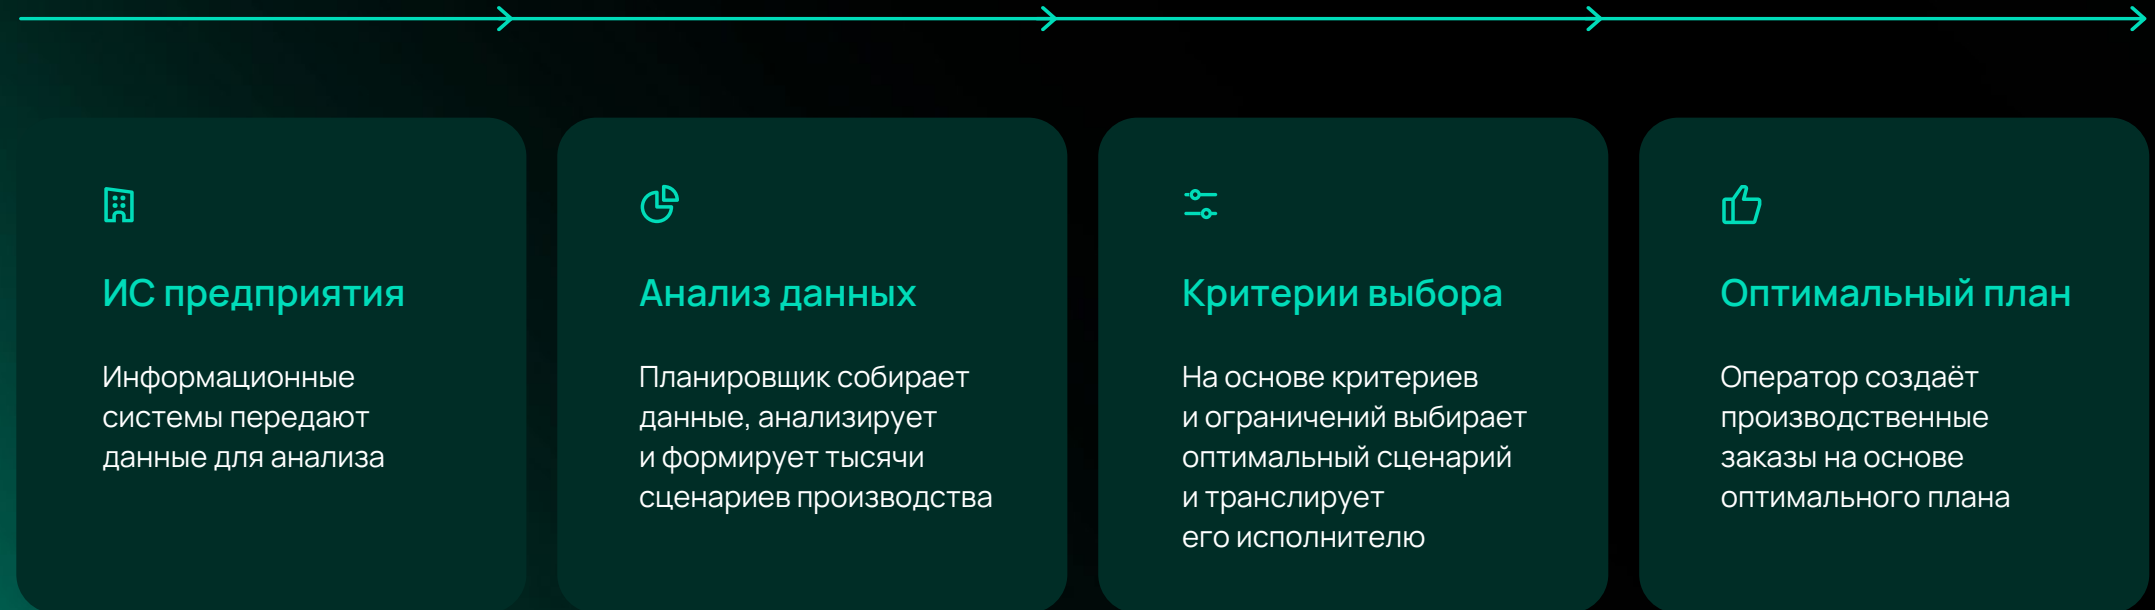 ИС предприятия
Информационные
системы передают
данные для анализа
Анализ данных
Планировщик собирает
данные, анализирует
и формирует тысячи
сценариев производства
Критерии выбора
На основе критериев
и ограничений выбирает
оптимальный сценарий
и транслирует
его исполнителю
Оптимальный план
Оператор создаёт
производственные
заказы на основе
оптимального плана